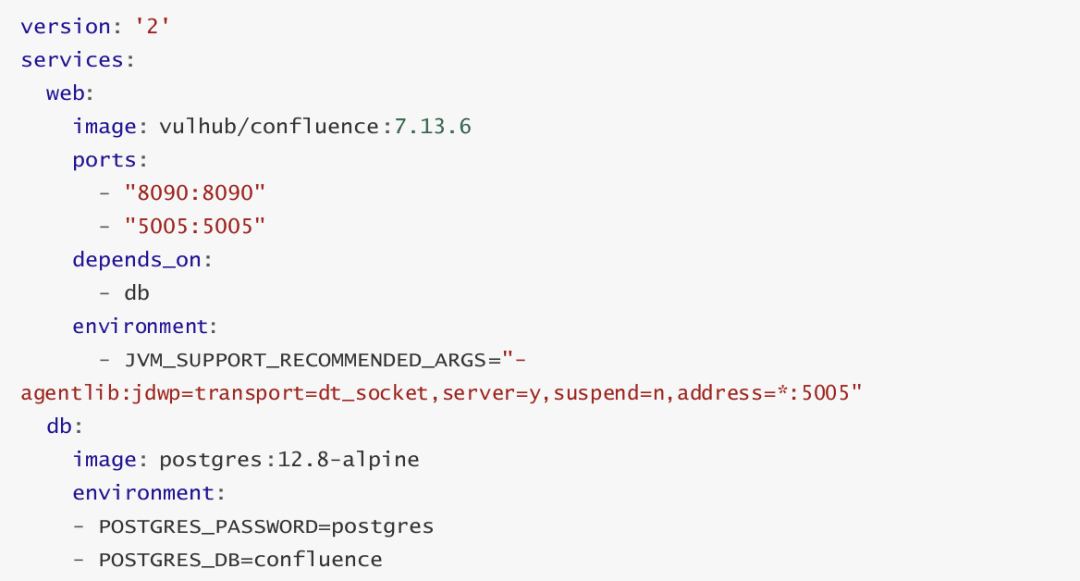 version: '2'
services:
  web:
    image: vulhub/confluence:7.13.6
    ports:
      - "8090:8090"
      - "5005:5005"
    depends_on:
      - db
    environment:
      - JVM_SUPPORT_RECOMMENDED_ARGS="-
agentlib:jdwp=transport=dt_socket,server=y,suspend=n,address=*:5005"
  db:
    image: postgres:12.8-alpine
    environment:
    - POSTGRES_PASSWORD=postgres
    - POSTGRES_DB=confluence